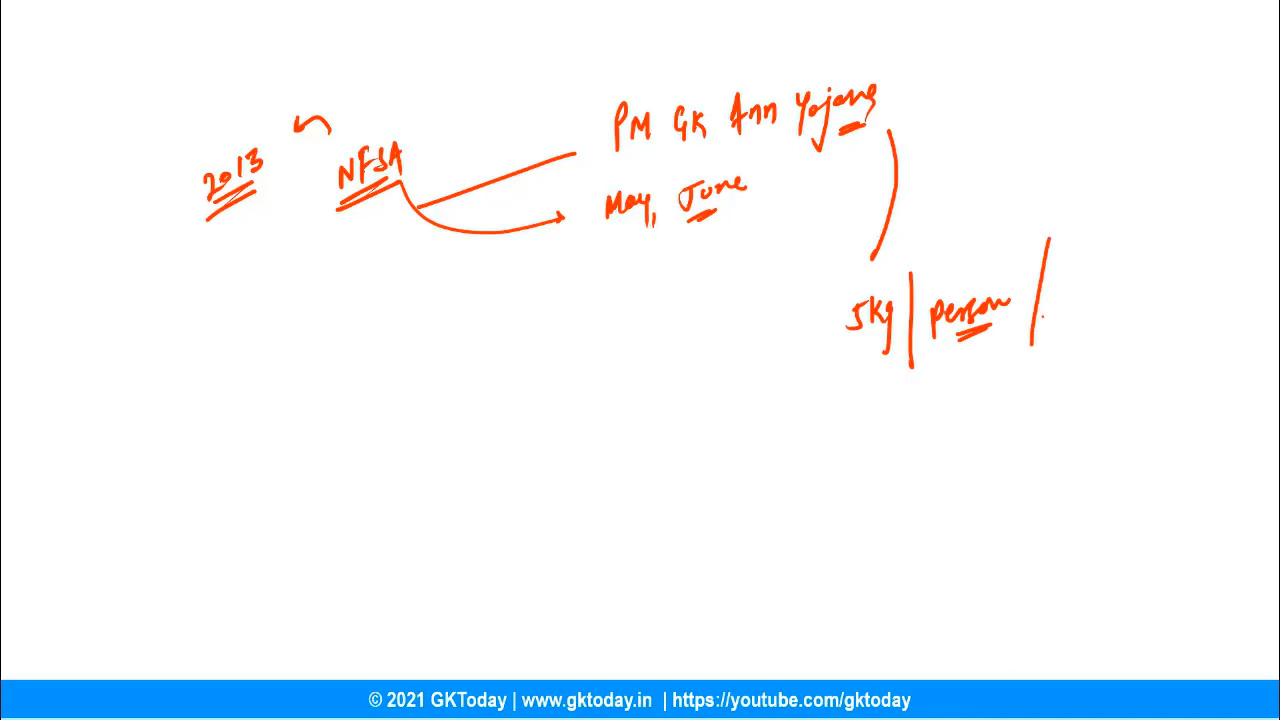 PM GK Ann Yojana
2013 NFSA
May, June
5kg | person |
© 2021 GKToday | www.gktoday.in | https://youtube.com/gktoday